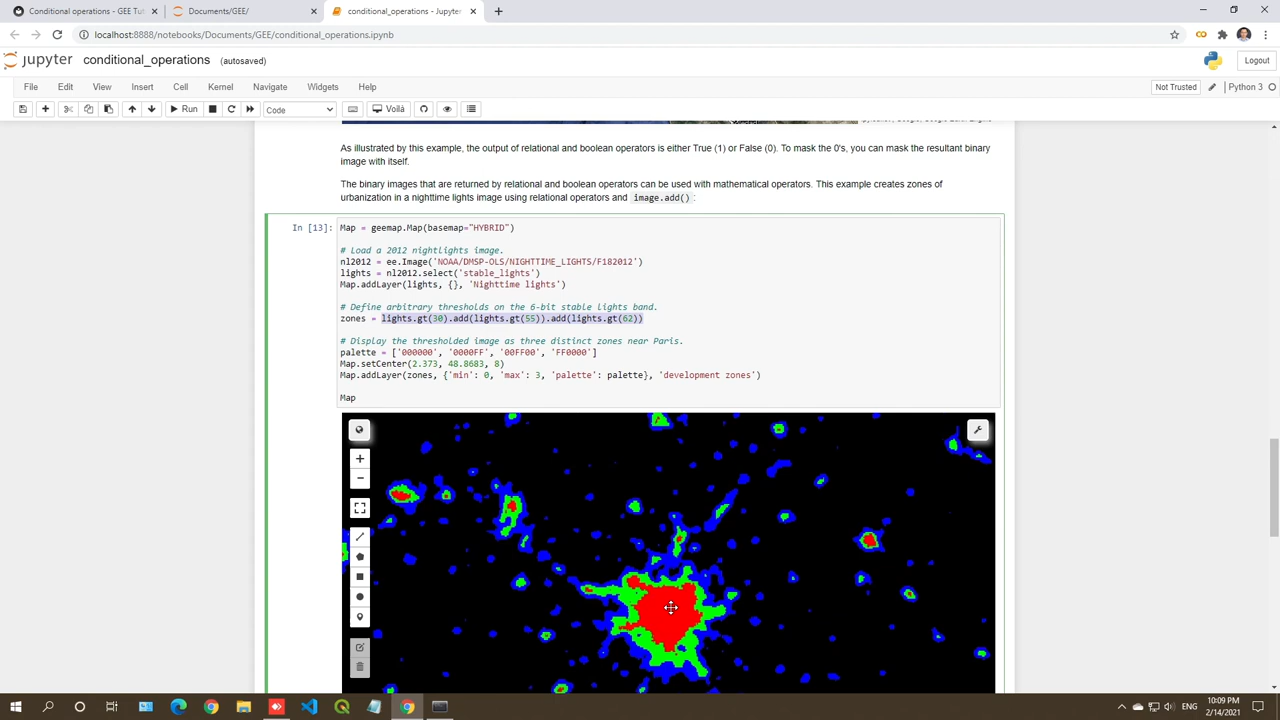 Conditional operations - GEE Tut
Documents/GEE/
conditional_operations - Jupyter
localhost:8888/notebooks/Documents/GEE/conditional_operations.ipynb
jupyter conditional_operations (autosaved)
Logout
File Edit View Insert Cell Kernel Navigate Widgets Help
Not Trusted Python 3
Run Code Voilà
As illustrated by this example, the output of relational and boolean operators is either True (1) or False (0). To mask the 0's, you can mask the resultant binary
image with itself.
The binary images that are returned by relational and boolean operators can be used with mathematical operators. This example creates zones of
urbanization in a nighttime lights image using relational operators and image.add() :
In [13]: Map = geemap.Map(basemap="HYBRID")
# Load a 2012 nightlights image.
nl2012 = ee.Image('NOAA/DMSP-OLS/NIGHTTIME_LIGHTS/F182012')
lights = nl2012.select('stable_lights')
Map.addLayer(lights, {}, 'Nighttime lights')
# Define arbitrary thresholds on the 6-bit stable lights band.
zones = lights.gt(30).add(lights.gt(55)).add(lights.gt(62))
# Display the thresholded image as three distinct zones near Paris.
palette = ['000000', '0000FF', '00FF00', 'FF0000']
Map.setCenter(2.373, 48.8683, 8)
Map.addLayer(zones, {'min': 0, 'max': 3, 'palette': palette}, 'development zones')
Map
ENG
10:09 PM
2/14/2021